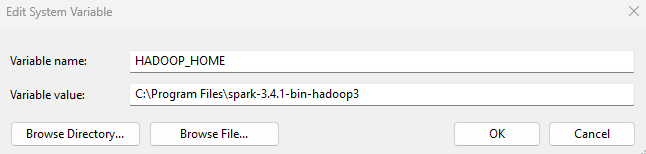 Edit System Variable
Variable name: HADOOP_HOME
Variable value: C:\Program Files\spark-3.4.1-bin-hadoop3
Browse Directory... Browse File... OK Cancel